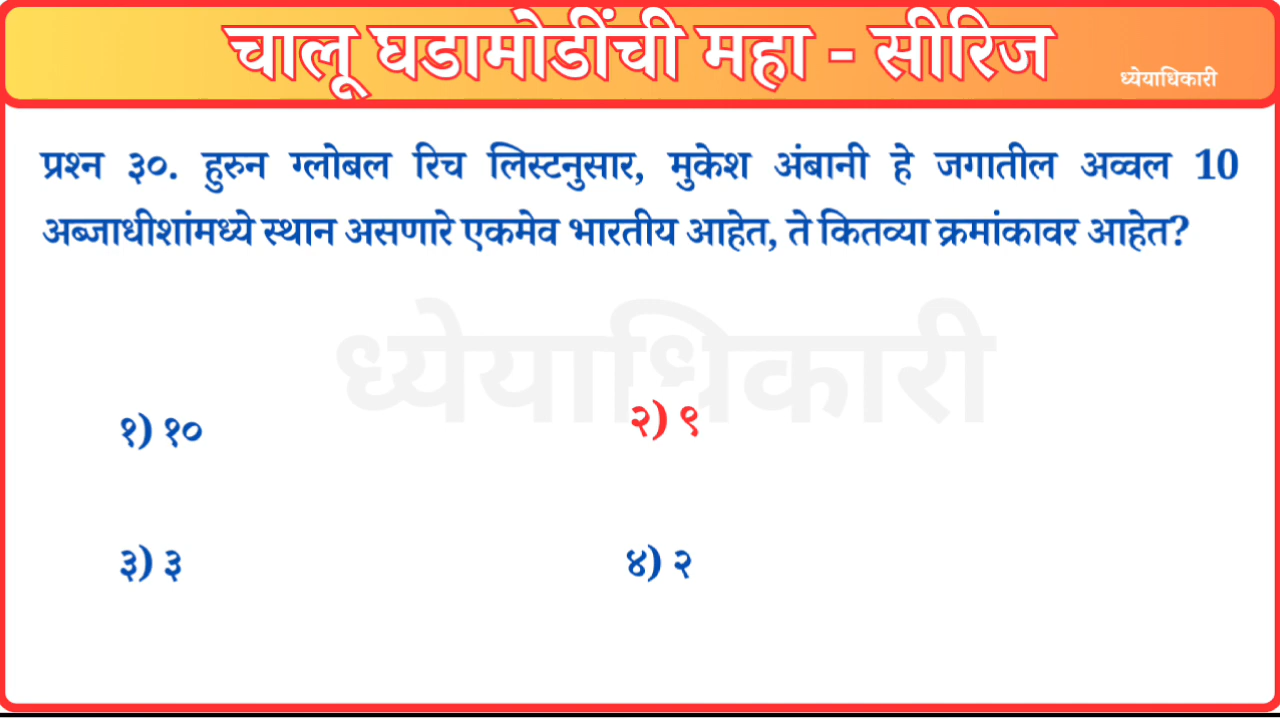 चालू घडामोडींची महा - सीरिज
ध्येयाधिकारी
प्रश्न ३०. हुरुन ग्लोबल रिच लिस्टनुसार, मुकेश अंबानी हे जगातील अव्वल 10
अब्जाधीशांमध्ये स्थान असणारे एकमेव भारतीय आहेत, ते कितव्या क्रमांकावर आहेत?
ध्येयाधिकारी
१) १०
२) ९
३) ३
४) २